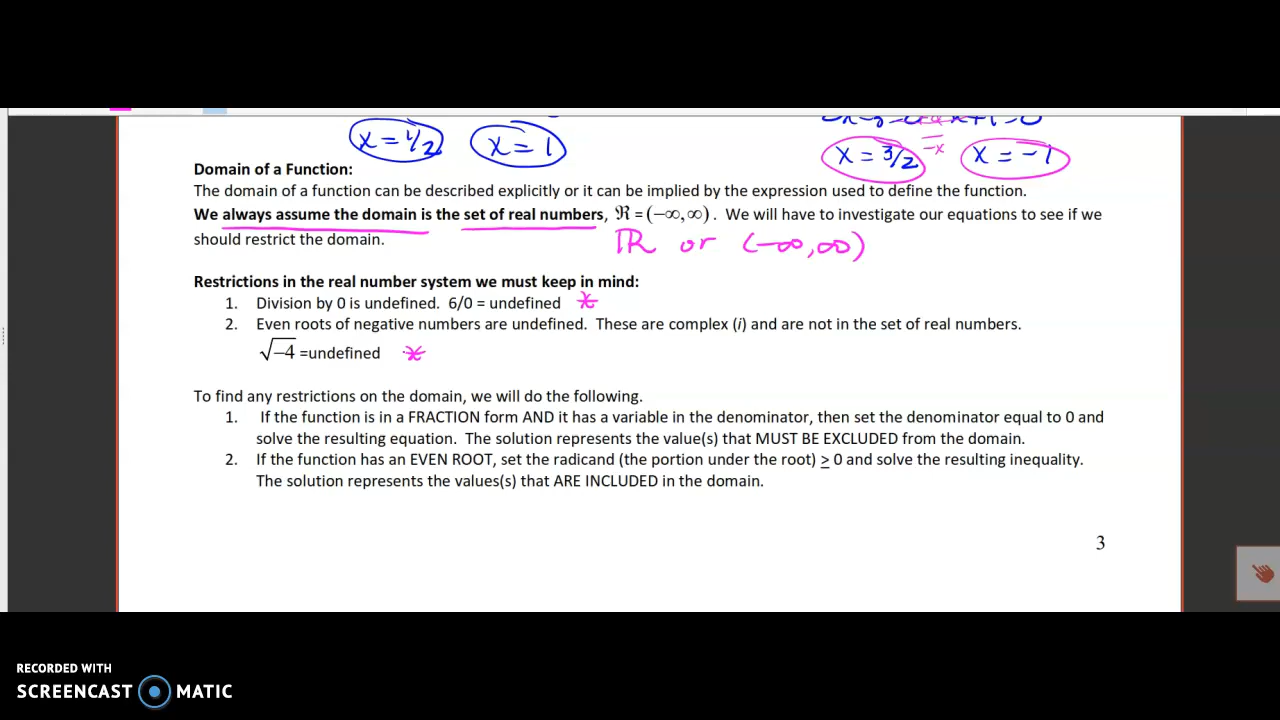 x = 1/2 x = 1
x = 3/2 -x x = -1
Domain of a Function:
The domain of a function can be described explicitly or it can be implied by the expression used to define the function.
We always assume the domain is the set of real numbers, ℜ = (−∞,∞). We will have to investigate our equations to see if we
should restrict the domain.
ℝ or (-∞,∞)
Restrictions in the real number system we must keep in mind:
1. Division by 0 is undefined. 6/0 = undefined *
2. Even roots of negative numbers are undefined. These are complex (i) and are not in the set of real numbers.
√−4 =undefined *
To find any restrictions on the domain, we will do the following.
1. If the function is in a FRACTION form AND it has a variable in the denominator, then set the denominator equal to 0 and
solve the resulting equation. The solution represents the value(s) that MUST BE EXCLUDED from the domain.
2. If the function has an EVEN ROOT, set the radicand (the portion under the root) ≥ 0 and solve the resulting inequality.
The solution represents the values(s) that ARE INCLUDED in the domain.
3
RECORDED WITH
SCREENCAST MATIC